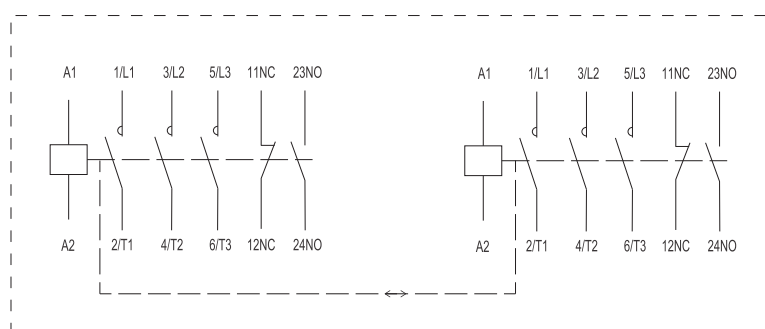 A1 1/L1 3/L2 5/L3 11NC 23NO A1 1/L1 3/L2 5/L3 11NC 23NO
A2 2/T1 4/T2 6/T3 12NC 24NO A2 2/T1 4/T2 6/T3 12NC 24NO